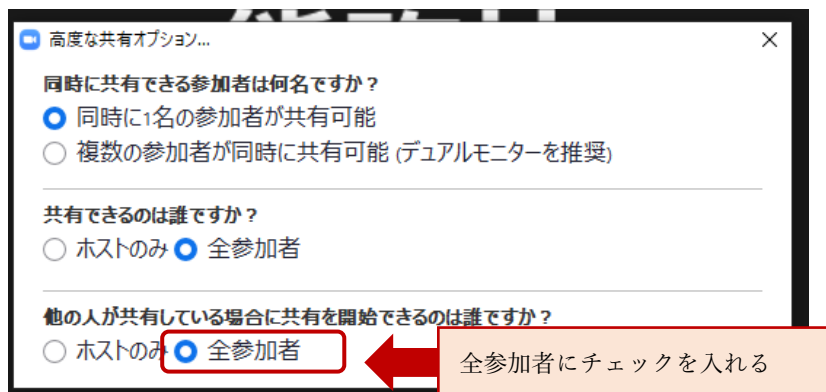 高度な共有オプション...
同時に共有できる参加者は何名ですか？
同時に1名の参加者が共有可能
複数の参加者が同時に共有可能 (デュアルモニターを推奨)
共有できるのは誰ですか？
ホストのみ 全参加者
他の人が共有している場合に共有を開始できるのは誰ですか？
ホストのみ 全参加者
全参加者にチェックを入れる